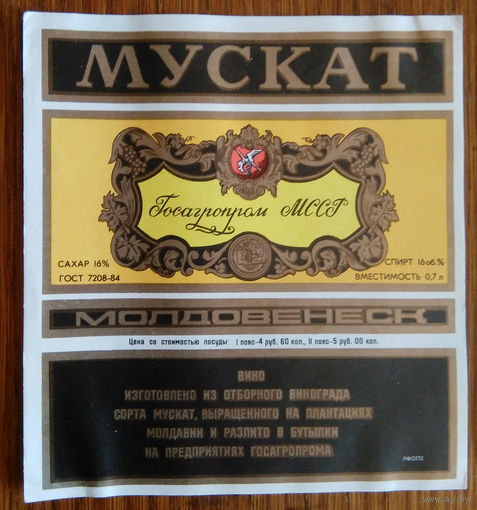 МУСКАТ
Госагропром МССР
САХАР 16%
ГОСТ 7208-84
СПИРТ 16 об.%
ВМЕСТИМОСТЬ 0,7 л
МОЛДОВЕНЕСК
Цена со стоимостью посуды: I пояс-4 руб. 60 коп., II пояс-5 руб. 00 коп.
ВИНО
ИЗГОТОВЛЕНО ИЗ ОТБОРНОГО ВИНОГРАДА
СОРТА МУСКАТ, ВЫРАЩЕННОГО НА ПЛАНТАЦИЯХ
МОЛДАВИИ И РАЗЛИТО В БУТЫЛКИ
НА ПРЕДПРИЯТИЯХ ГОСАГРОПРОМА
ЛФОП2